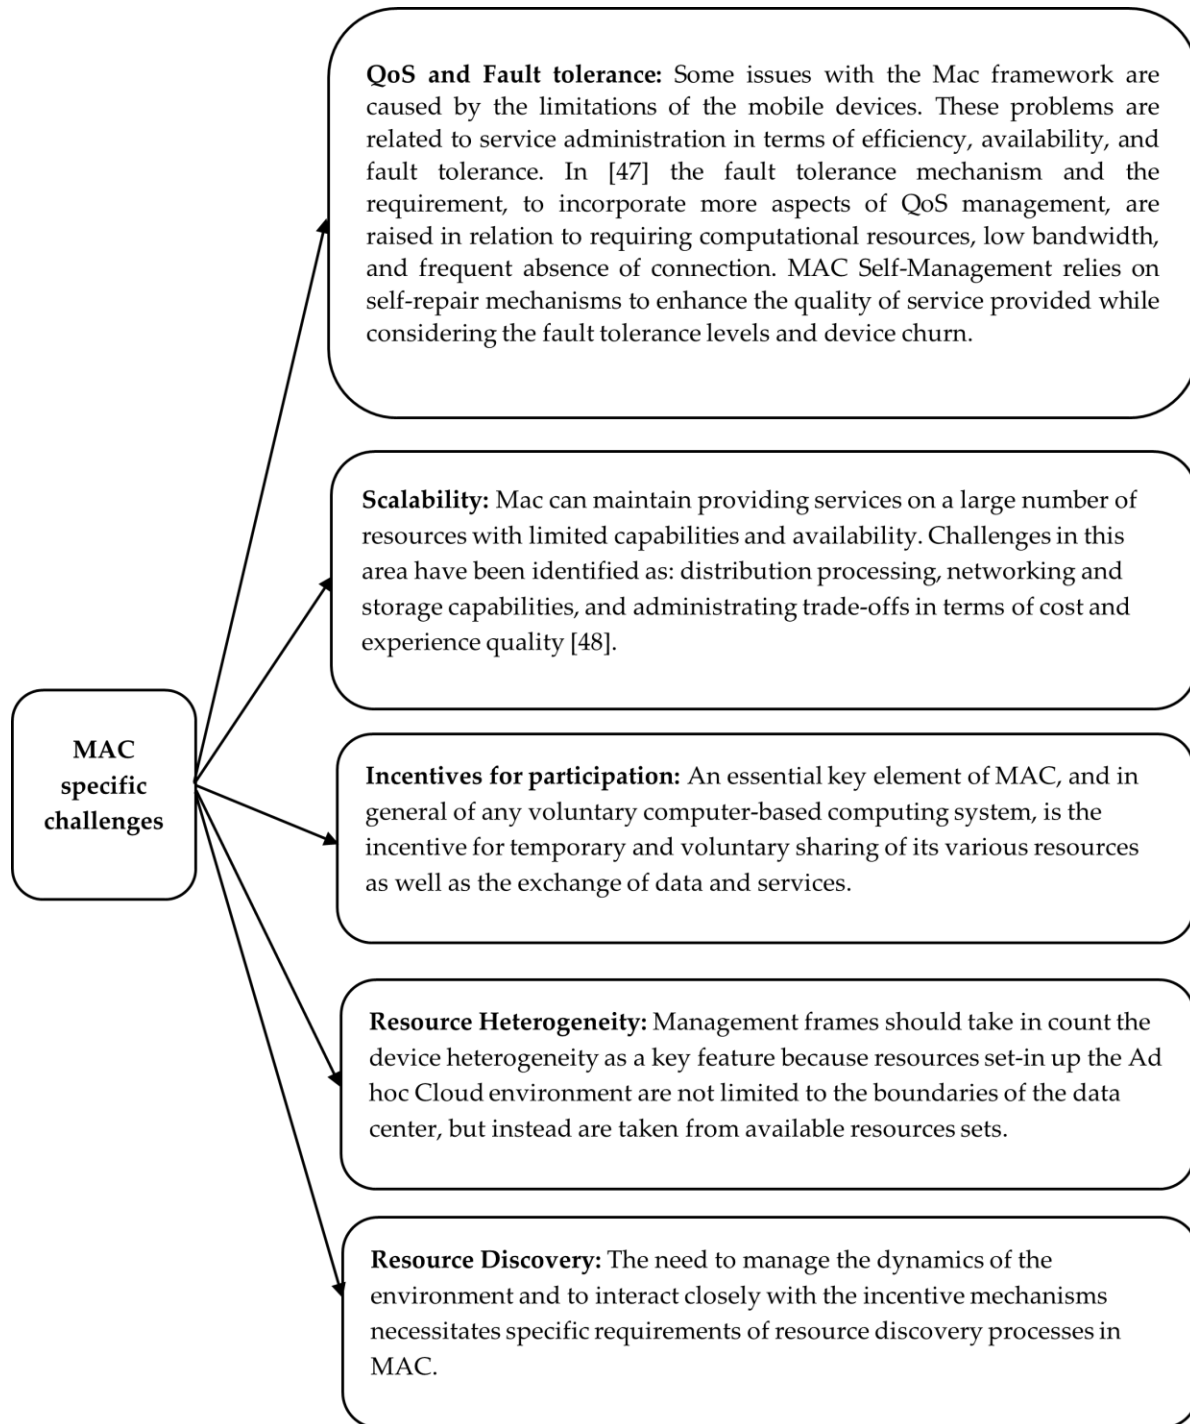 QoS and Fault tolerance: Some issues with the Mac framework are
caused by the limitations of the mobile devices. These problems are
related to service administration in terms of efficiency, availability, and
fault tolerance. In [47] the fault tolerance mechanism and the
requirement, to incorporate more aspects of QoS management, are
raised in relation to requiring computational resources, low bandwidth,
and frequent absence of connection. MAC Self-Management relies on
self-repair mechanisms to enhance the quality of service provided while
considering the fault tolerance levels and device churn.
Scalability: Mac can maintain providing services on a large number of
resources with limited capabilities and availability. Challenges in this
area have been identified as: distribution processing, networking and
storage capabilities, and administrating trade-offs in terms of cost and
experience quality [48].
MAC
specific
challenges
Incentives for participation: An essential key element of MAC, and in
general of any voluntary computer-based computing system, is the
incentive for temporary and voluntary sharing of its various resources
as well as the exchange of data and services.
Resource Heterogeneity: Management frames should take in count the
device heterogeneity as a key feature because resources set-in up the Ad
hoc Cloud environment are not limited to the boundaries of the data
center, but instead are taken from available resources sets.
Resource Discovery: The need to manage the dynamics of the
environment and to interact closely with the incentive mechanisms
necessitates specific requirements of resource discovery processes in
MAC.